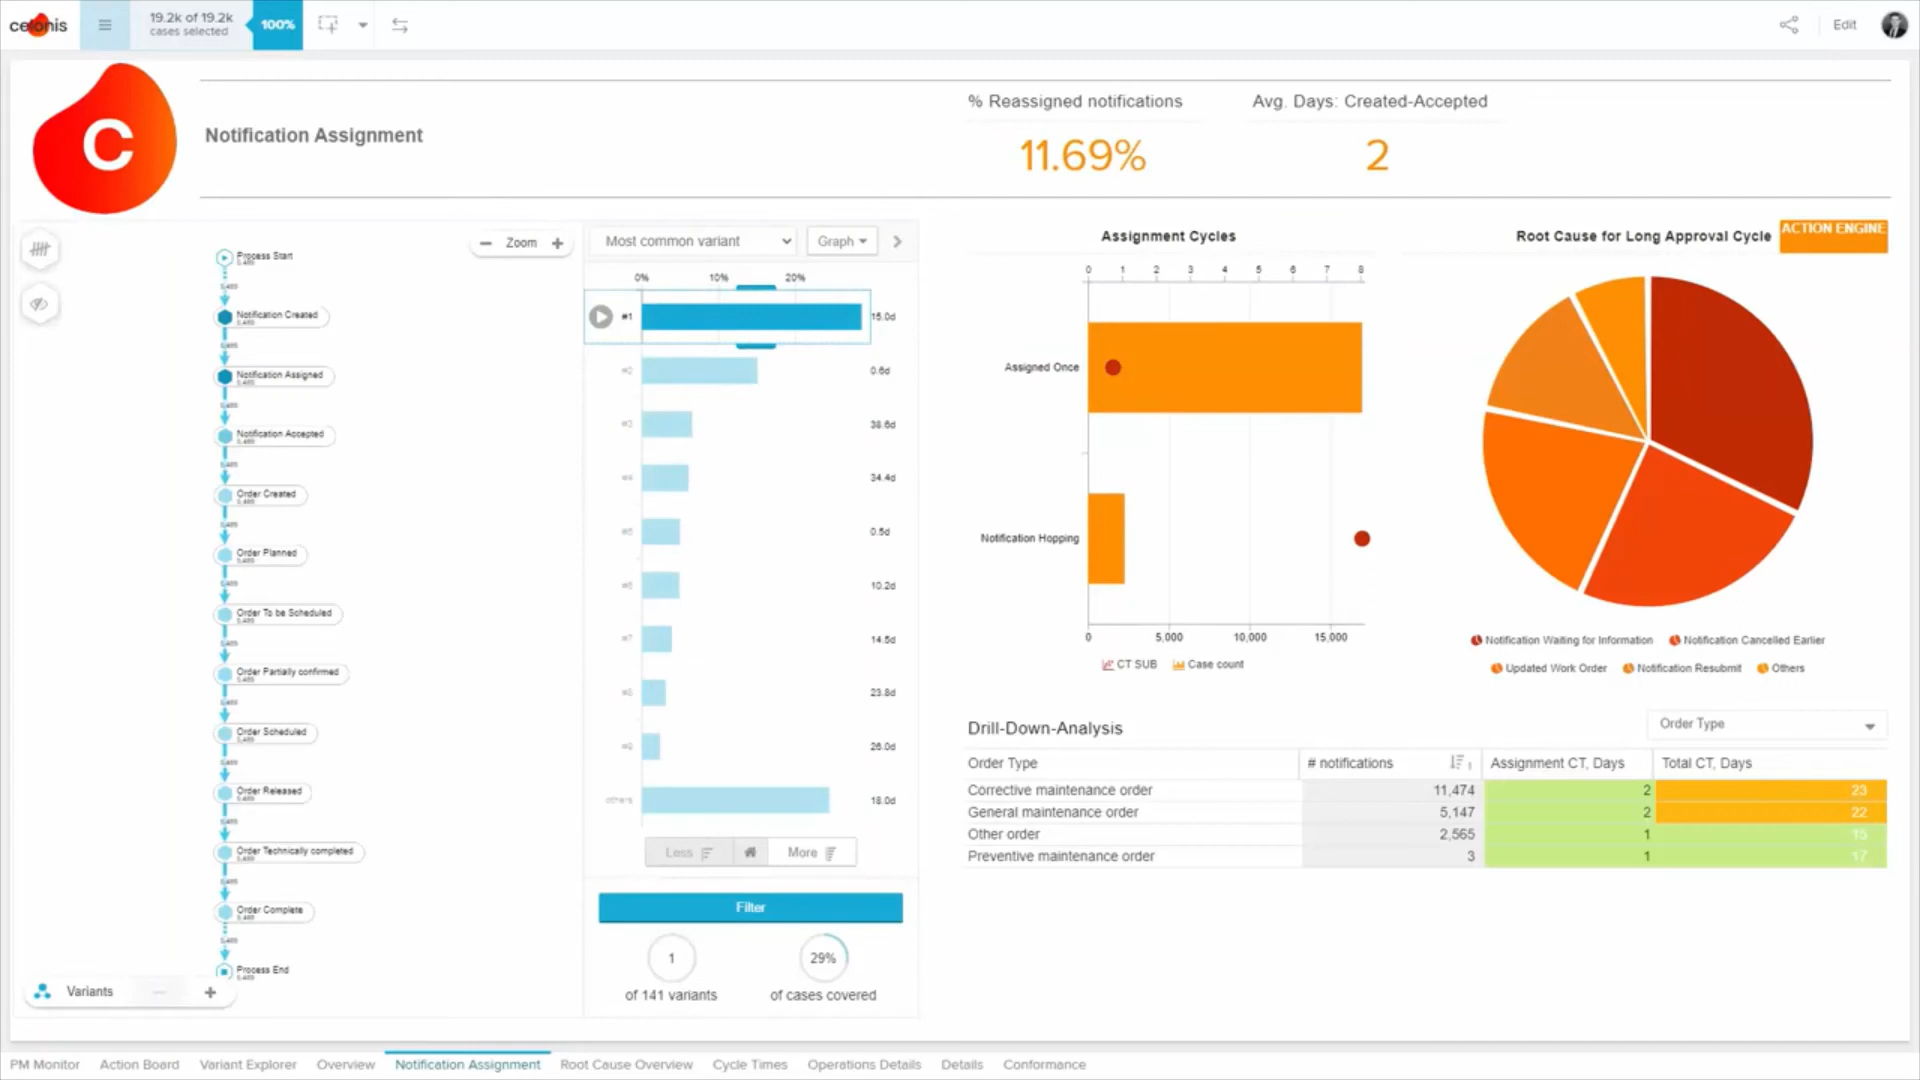 celonis
19.2k of 19.2k
cases selected
100%
Edit
C
Notification Assignment
% Reassigned notifications
11.69%
Avg. Days: Created-Accepted
2
Zoom
Process Start
Notification Created
Notification Assigned
Notification Accepted
Order Created
Order Planned
Order To be Scheduled
Order Partially confirmed
Order Scheduled
Order Released
Order Technically completed
Order Complete
Process End
Variants
Most common variant
Graph
0% 10% 20%
#1 15.0d
#2 0.6d
#3 38.6d
#4 34.4d
#5 0.5d
#6 10.2d
#7 14.5d
#8 23.8d
#9 26.0d
others 18.0d
Less
More
Filter
1
of 141 variants
29%
of cases covered
Assignment Cycles
0 1 2 3 4 5 6 7 8
Assigned Once
Notification Hopping
0 5,000 10,000 15,000
CT SUB Case count
Root Cause for Long Approval Cycle
ACTION ENGINE
Notification Waiting for Information Notification Cancelled Earlier
Updated Work Order Notification Resubmit Others
Drill-Down-Analysis
Order Type
Order Type # notifications 1 Assignment CT, Days Total CT, Days
Corrective maintenance order 11,474 2 23
General maintenance order 5,147 2 22
Other order 2,565 1 15
Preventive maintenance order 3 1 17
PM Monitor Action Board Variant Explorer Overview Notification Assignment Root Cause Overview Cycle Times Operations Details Details Conformance